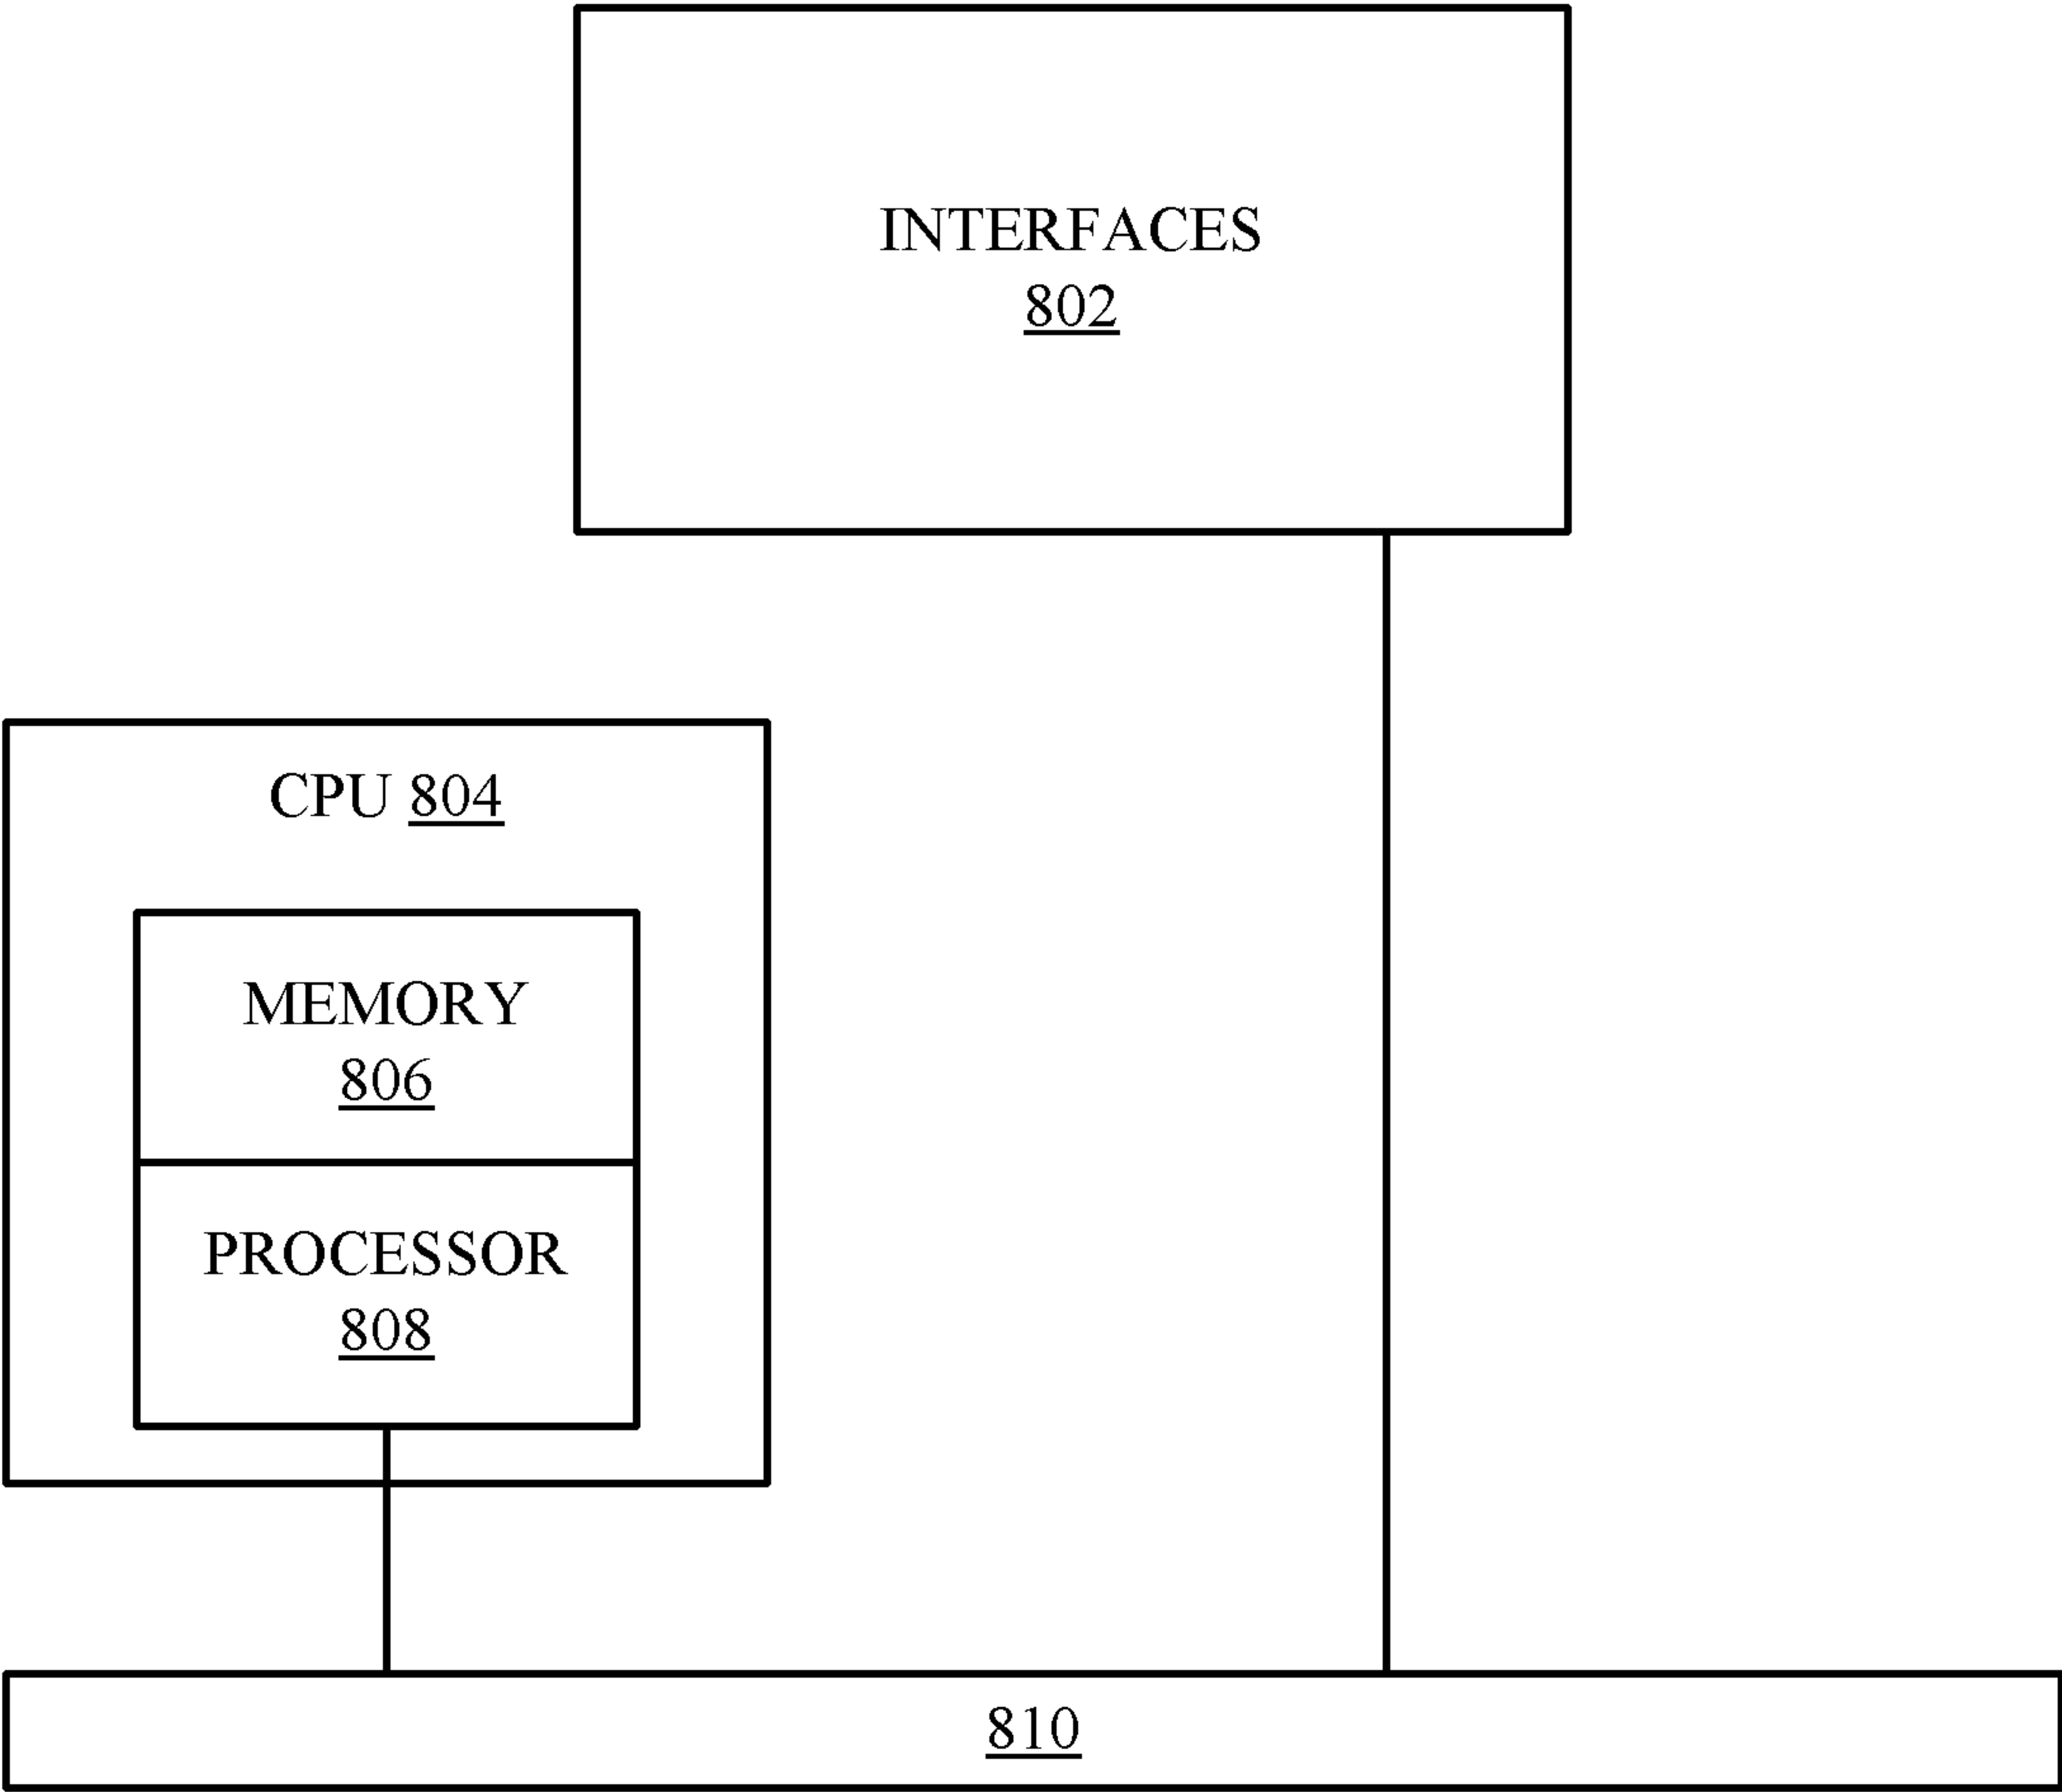 INTERFACES
802
CPU 804
MEMORY
806
PROCESSOR
808
810